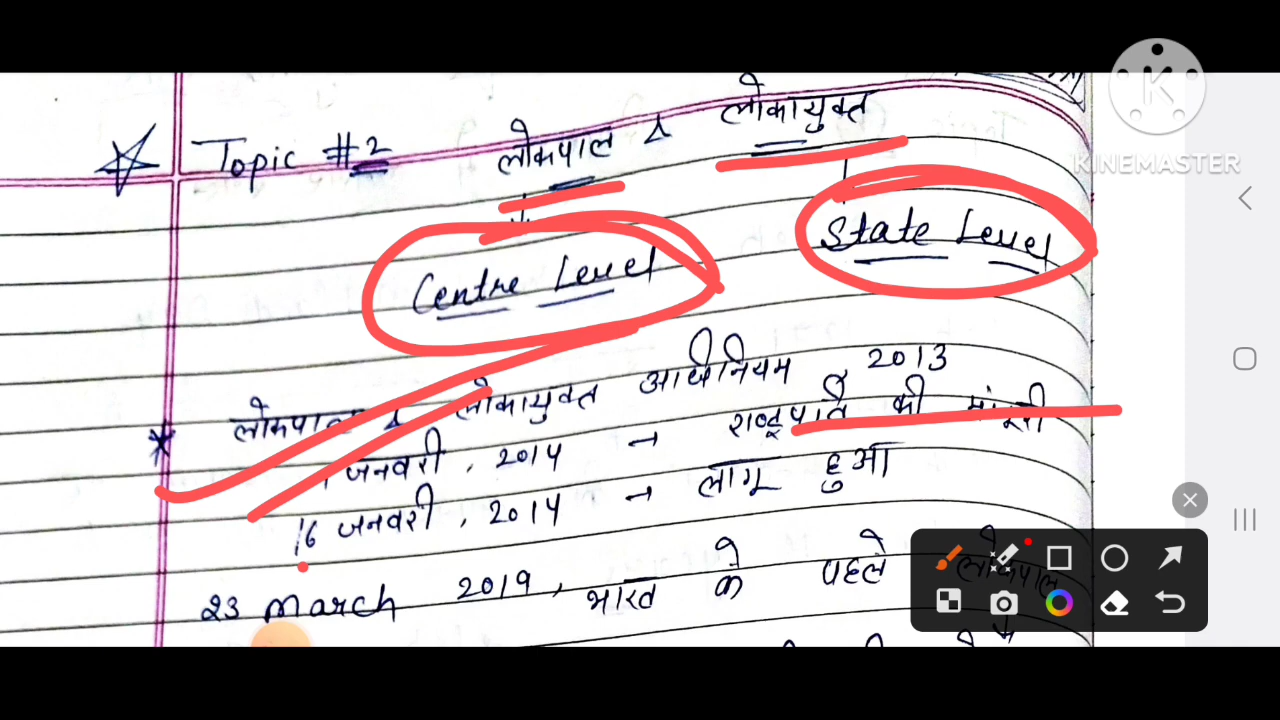 Topic #2 लोकपाल व लोकायुक्त
Centre Level State Level
* लोकपाल व लोकायुक्त अधिनियम, 2013
1 जनवरी, 2014 → राष्ट्रपति की मंजूरी
16 जनवरी, 2014 → लागू हुआ
23 March 2019, भारत के पहले लोकपाल
KINEMASTER